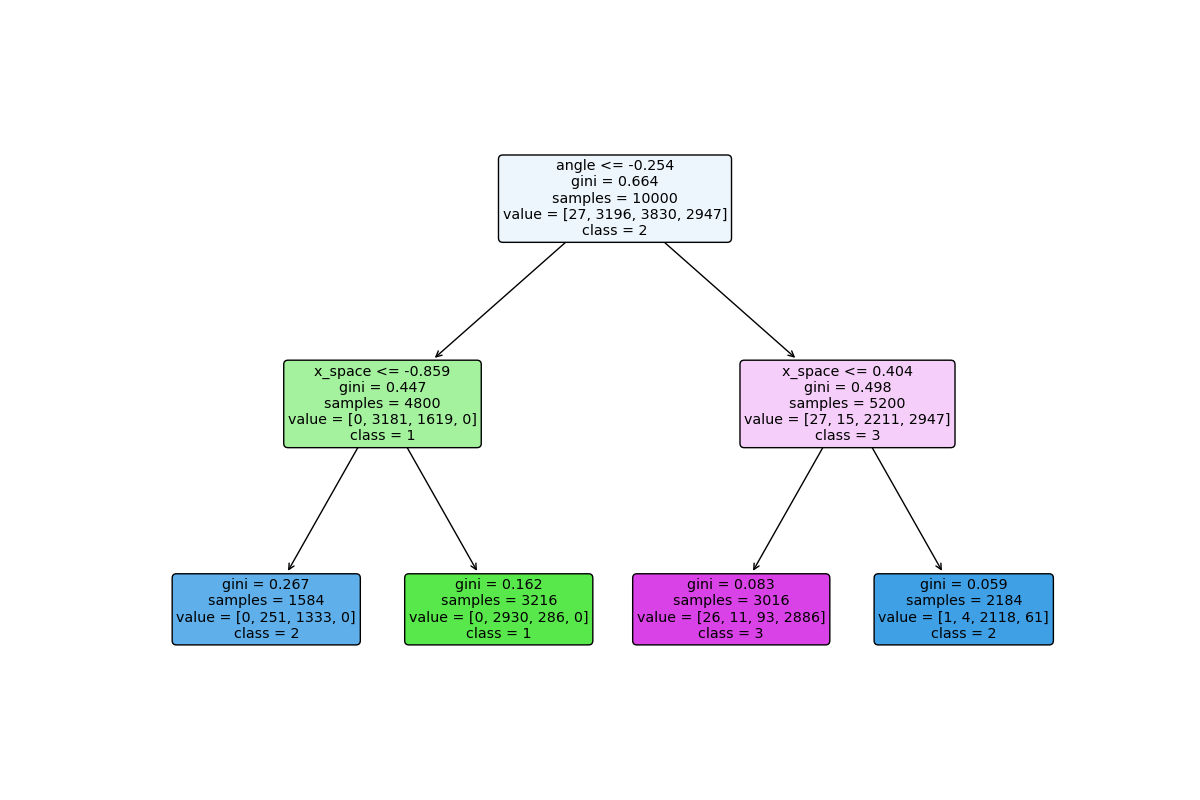 angle <= -0.254
gini = 0.664
samples = 10000
value = [27, 3196, 3830, 2947]
class = 2
x_space <= -0.859
gini = 0.447
samples = 4800
value = [0, 3181, 1619, 0]
class = 1
x_space <= 0.404
gini = 0.498
samples = 5200
value = [27, 15, 2211, 2947]
class = 3
gini = 0.267
samples = 1584
value = [0, 251, 1333, 0]
class = 2
gini = 0.162
samples = 3216
value = [0, 2930, 286, 0]
class = 1
gini = 0.083
samples = 3016
value = [26, 11, 93, 2886]
class = 3
gini = 0.059
samples = 2184
value = [1, 4, 2118, 61]
class = 2